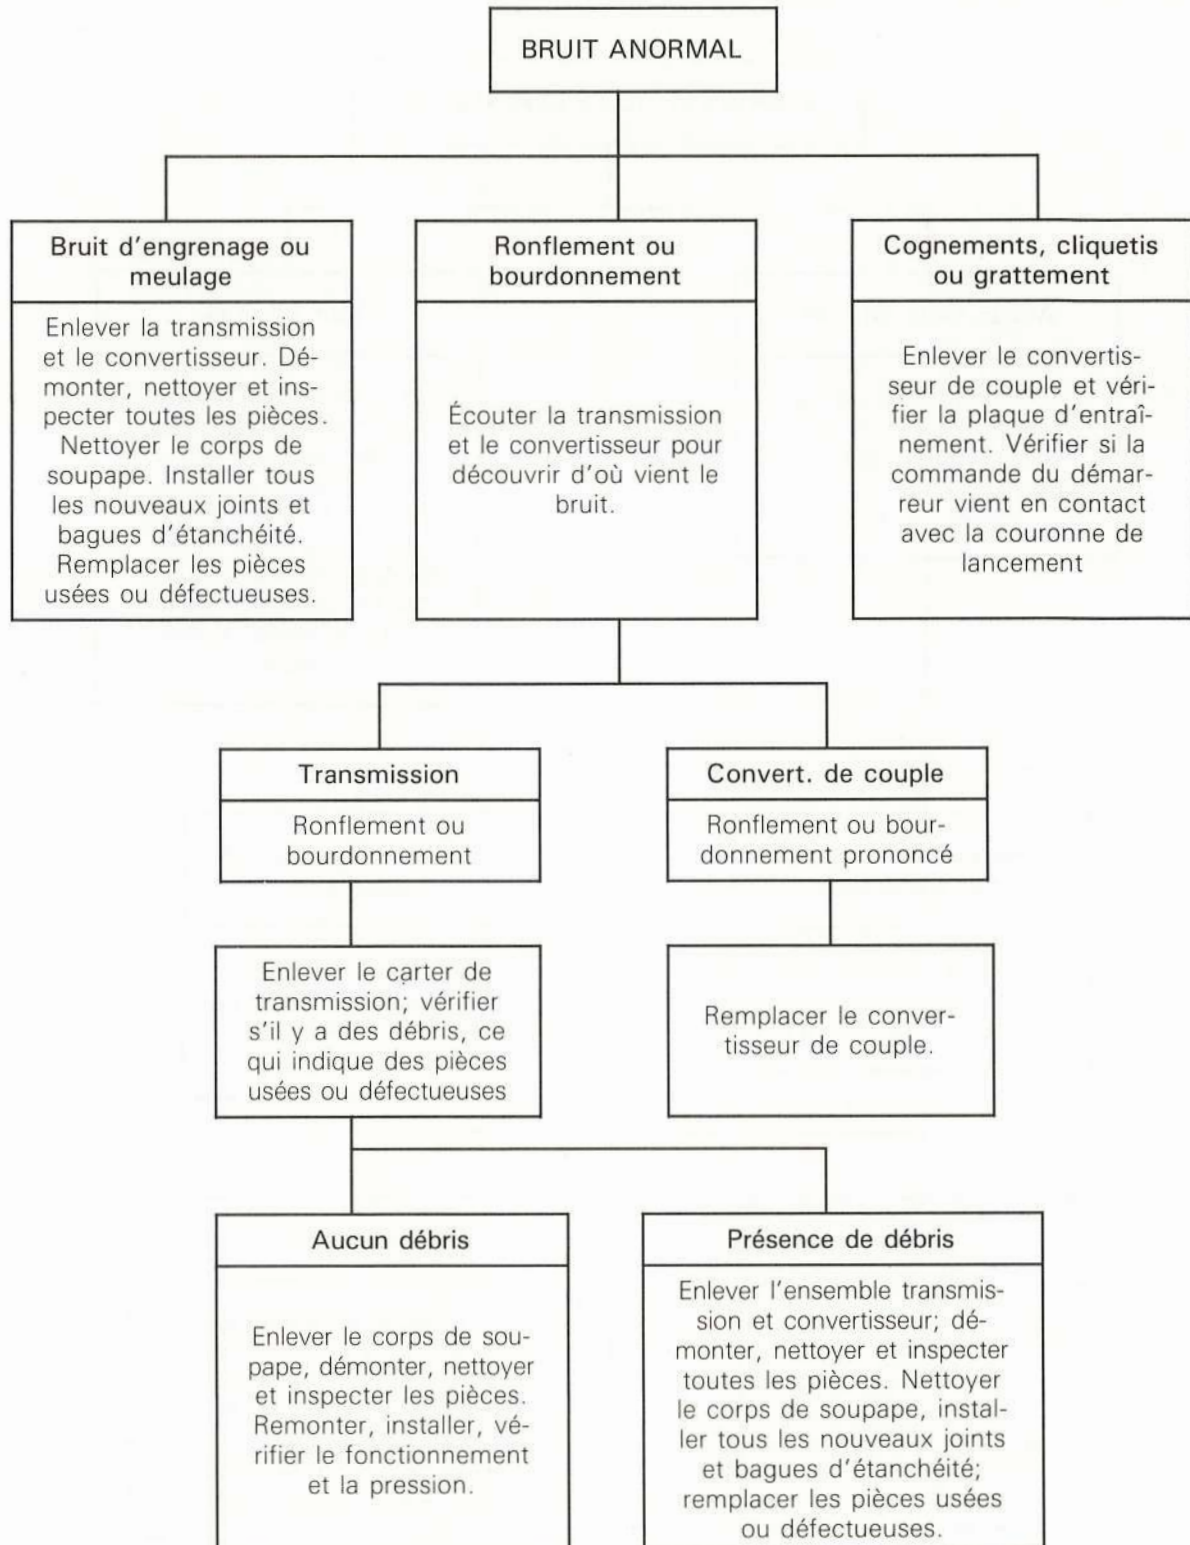 BRUIT ANORMAL
Bruit d'engrenage ou
meulage
Enlever la transmission
et le convertisseur. Dé-
monter, nettoyer et ins-
pecter toutes les pièces.
Nettoyer le corps de
soupape. Installer tous
les nouveaux joints et
bagues d'étanchéité.
Remplacer les pièces
usées ou défectueuses.
Ronflement ou
bourdonnement
Écouter la transmission
et le convertisseur pour
découvrir d'où vient le
bruit.
Cognements, cliquetis
ou grattement
Enlever le convertis-
seur de couple et véri-
fier la plaque d'entraî-
nement. Vérifier si la
commande du démar-
reur vient en contact
avec la couronne de
lancement
Transmission
Ronflement ou
bourdonnement
Convert. de couple
Ronflement ou bour-
donnement prononcé
Enlever le carter de
transmission; vérifier
s'il y a des débris, ce
qui indique des pièces
usées ou défectueuses
Remplacer le conver-
tisseur de couple.
Aucun débris
Enlever le corps de sou-
pape, démonter, nettoyer
et inspecter les pièces.
Remonter, installer, vé-
rifier le fonctionnement
et la pression.
Présence de débris
Enlever l'ensemble transmis-
sion et convertisseur; dé-
monter, nettoyer et inspecter
toutes les pièces. Nettoyer
le corps de soupape, instal-
ler tous les nouveaux joints
et bagues d'étanchéité;
remplacer les pièces usées
ou défectueuses.